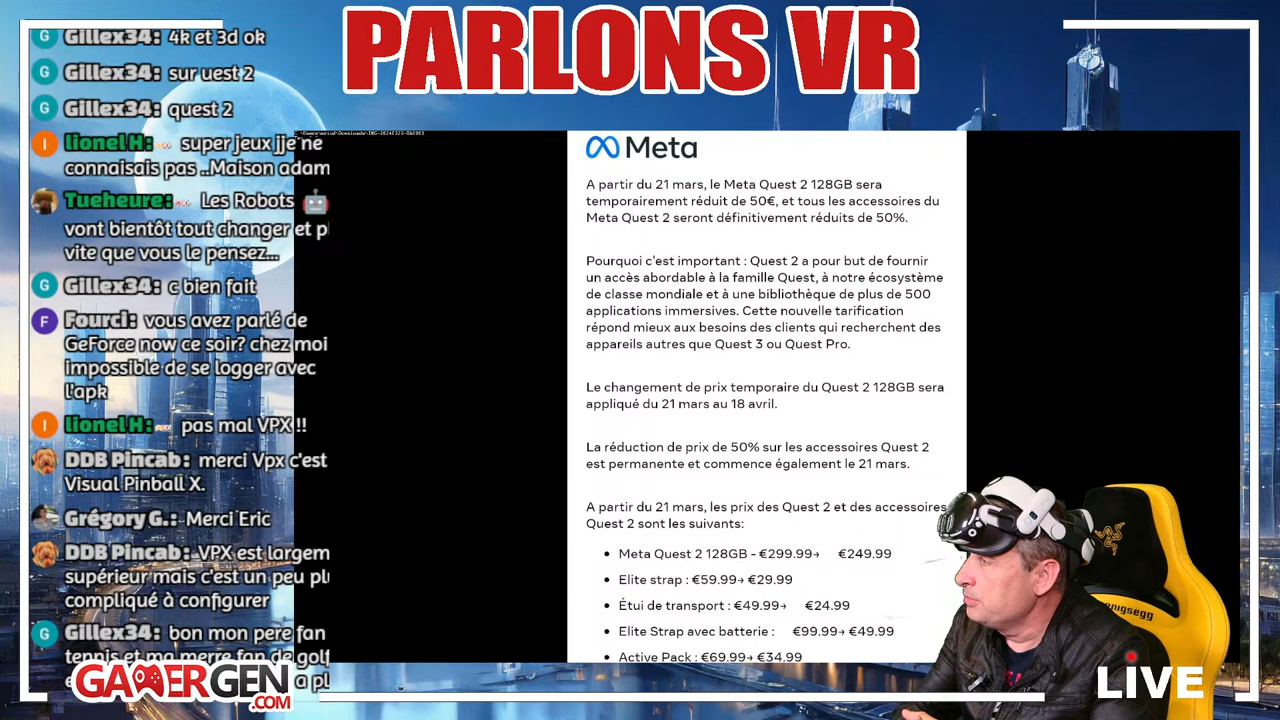 PARLONS VR
Gillex34: 4k et 3d ok
Gillex34: sur uest 2
Gillex34: quest 2
lionel H: super jeux jje ne
connaisais pas ..Maison adam
Tueheure: Les Robots 🤖
vont bientôt tout changer et pl
vite que vous le pensez...
Gillex34: c bien fait
Fourci: vous avez parlé de
GeForce now ce soir? chez moi
impossible de se logger avec
l'apk
lionel H: pas mal VPX !!
DDB Pincab: merci Vpx c'est
Visual Pinball X.
Grégory G.: Merci Eric
DDB Pincab: VPX est largem
supérieur mais c'est un peu plu
compliqué à configurer
Gillex34: bon mon pere fan
tennis et ma merre fan de golf
a pl
GAMERGEN
.COM
Meta
A partir du 21 mars, le Meta Quest 2 128GB sera
temporairement réduit de 50€, et tous les accessoires du
Meta Quest 2 seront définitivement réduits de 50%.
Pourquoi c'est important : Quest 2 a pour but de fournir
un accès abordable à la famille Quest, à notre écosystème
de classe mondiale et à une bibliothèque de plus de 500
applications immersives. Cette nouvelle tarification
répond mieux aux besoins des clients qui recherchent des
appareils autres que Quest 3 ou Quest Pro.
Le changement de prix temporaire du Quest 2 128GB sera
appliqué du 21 mars au 18 avril.
La réduction de prix de 50% sur les accessoires Quest 2
est permanente et commence également le 21 mars.
A partir du 21 mars, les prix des Quest 2 et des accessoires
Quest 2 sont les suivants:
• Meta Quest 2 128GB - €299.99→ €249.99
• Elite strap : €59.99→ €29.99
• Étui de transport : €49.99→ €24.99
• Elite Strap avec batterie : €99.99→ €49.99
• Active Pack : €69.99→ €34.99
enigsegg
LIVE